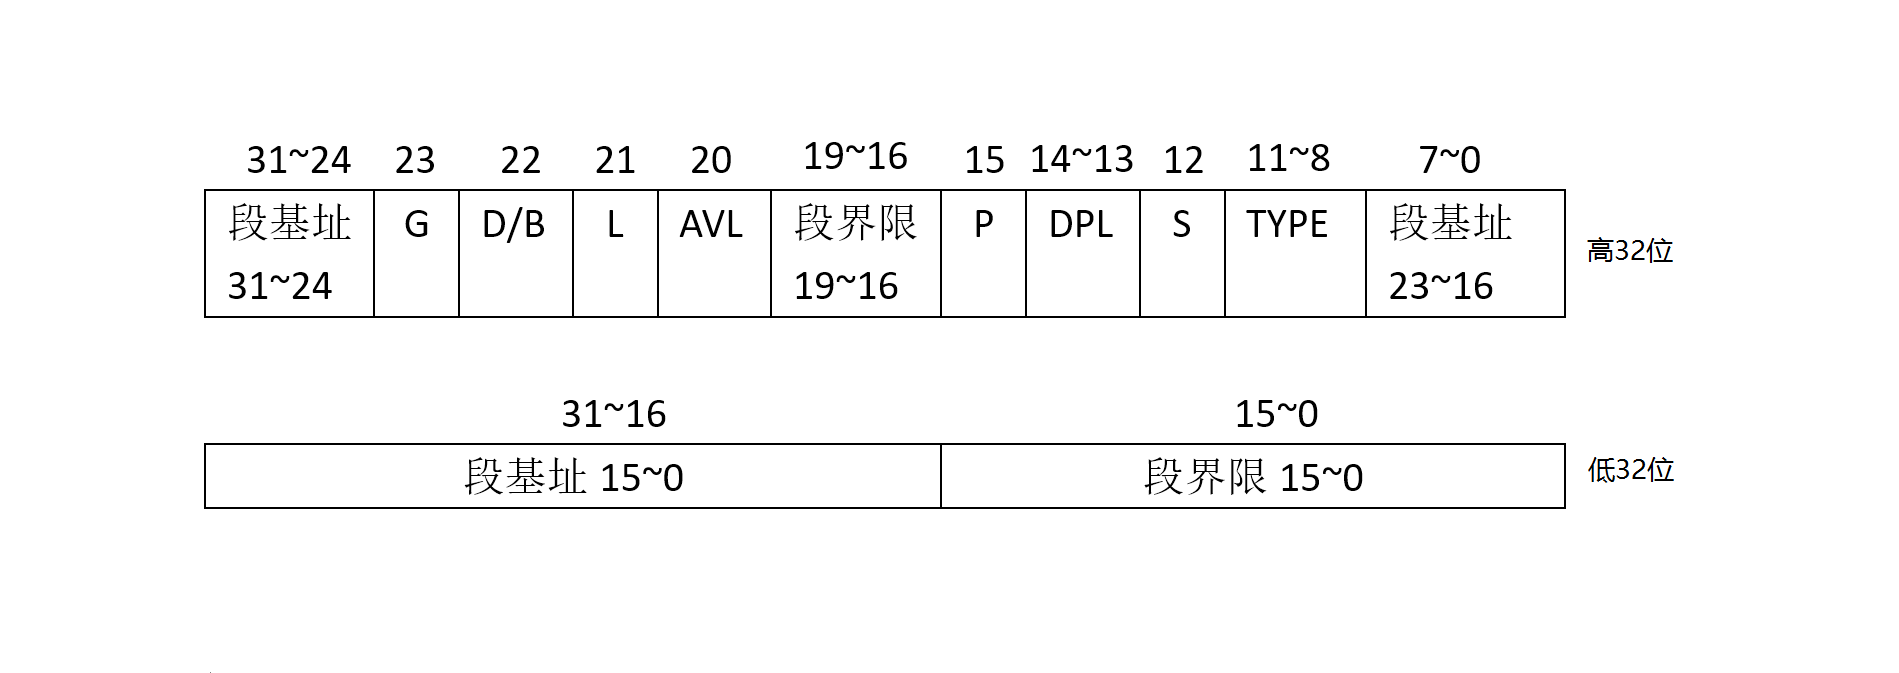 31~24 23 22 21 20 19~16 15 14~13 12 11~8 7~0
段基址 G D/B L AVL 段界限 P DPL S TYPE 段基址
31~24 19~16 23~16
高32位
31~16 15~0
段基址 15~0 段界限 15~0
低32位